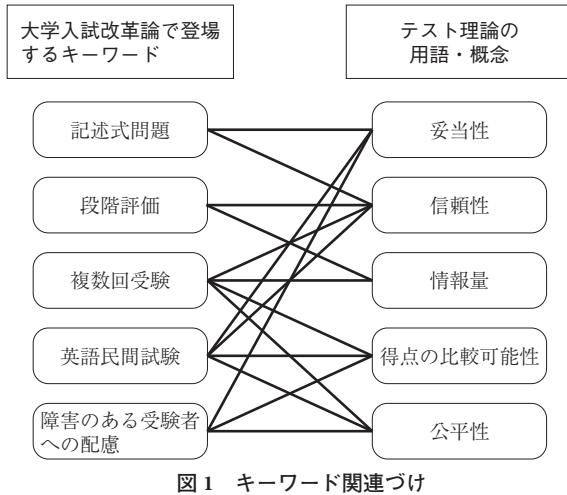 大学入試改革論で登場
するキーワード
テスト理論の
用語・概念
記述式問題
妥当性
段階評価
信頼性
複数回受験
情報量
英語民間試験
得点の比較可能性
障害のある受験者
への配慮
公平性
図1 キーワード関連づけ